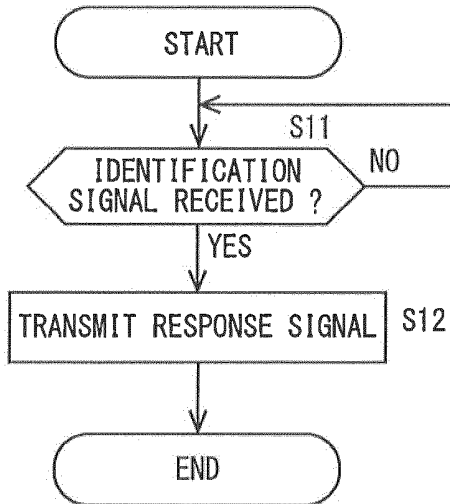 START
S11
IDENTIFICATION
SIGNAL RECEIVED ?
NO
YES
TRANSMIT RESPONSE SIGNAL
S12
END